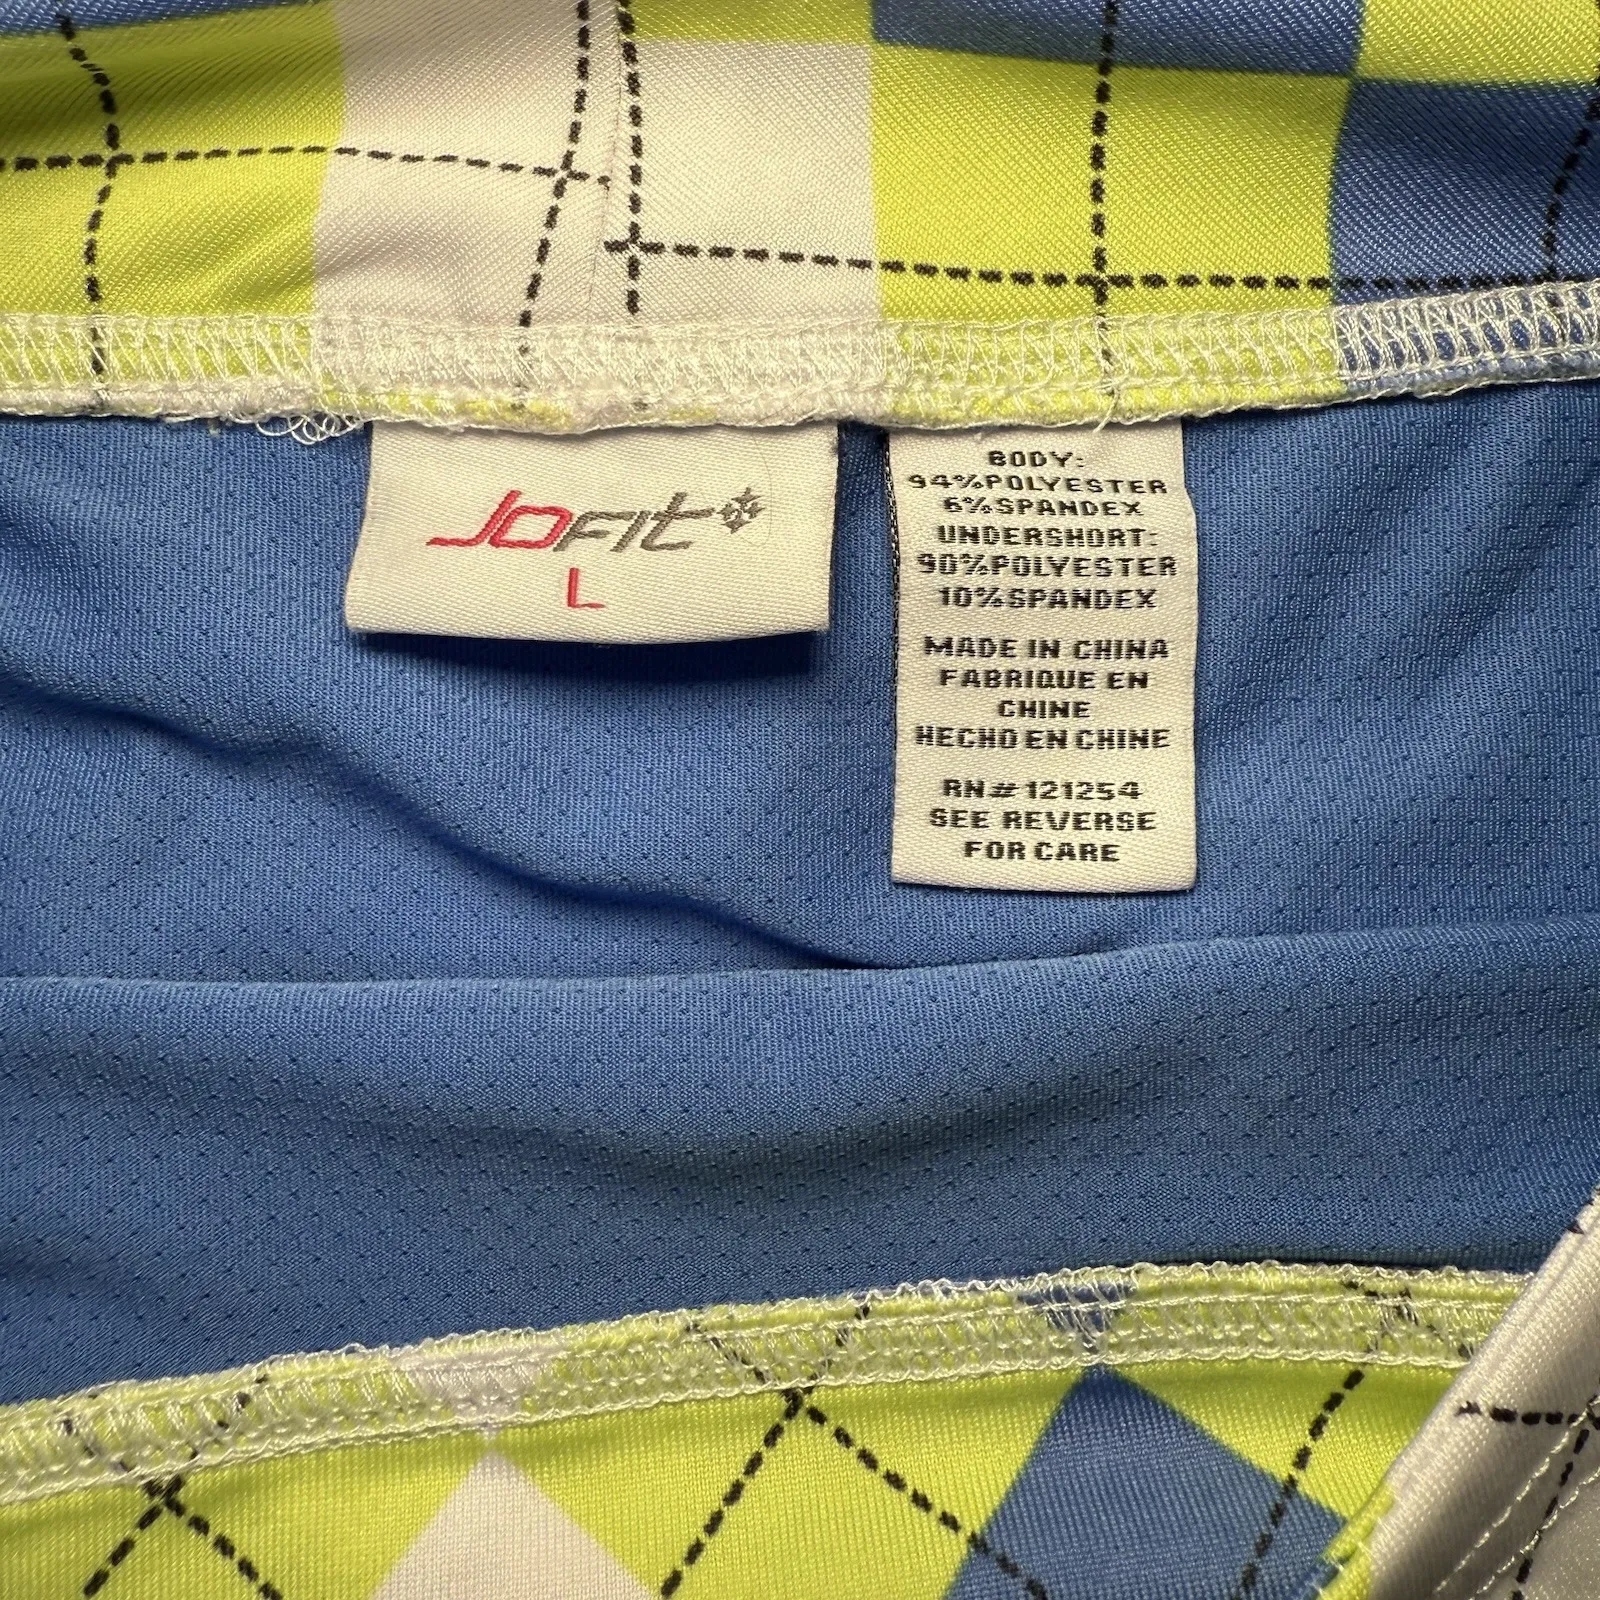 JOFIT
L
BODY:
94%POLYESTER
6%SPANDEX
UNDERSHORT:
90%POLYESTER
10%SPANDEX
MADE IN CHINA
FABRIQUE EN
CHINE
HECHO EN CHINE
RN# 121254
SEE REVERSE
FOR CARE